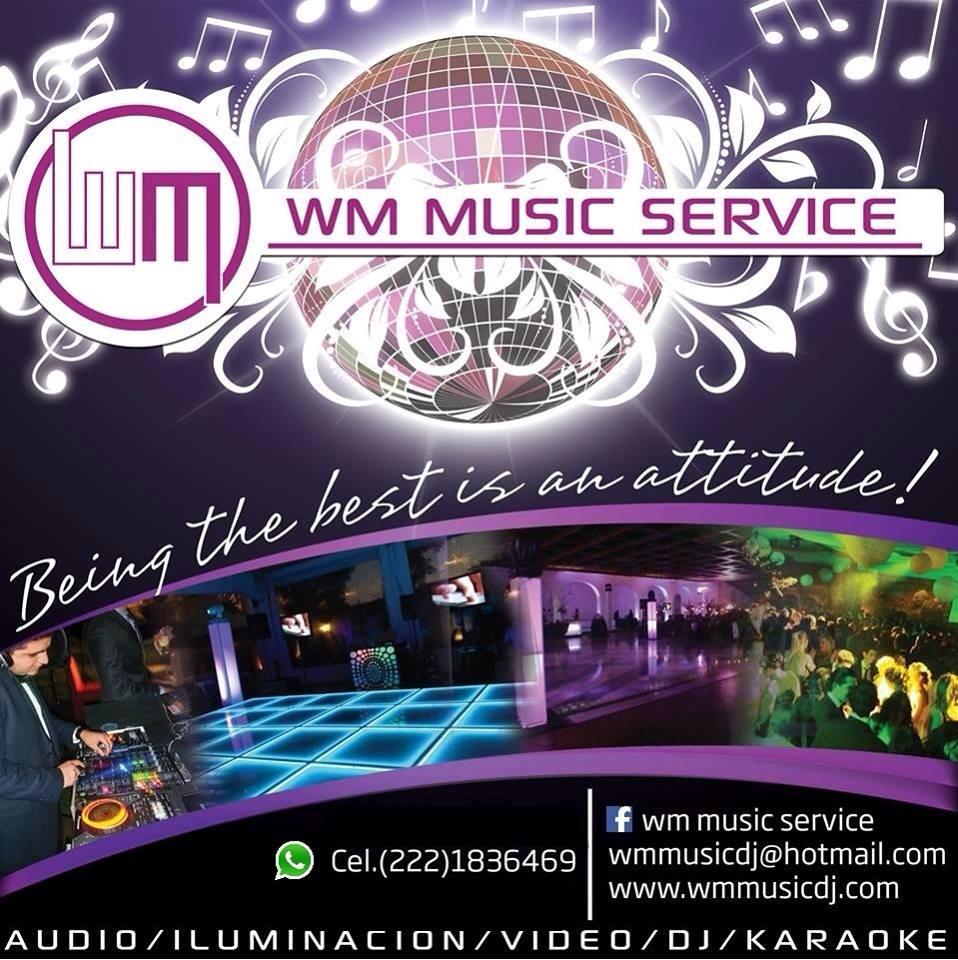 WM
WM MUSIC SERVICE
Being the best is an attitude!
wm music service
Cel.(222)1836469
wmmusicdj@hotmail.com
www.wmmusicdj.com
AUDIO/ILUMINACION/VIDEO/DJ/KARAOKE